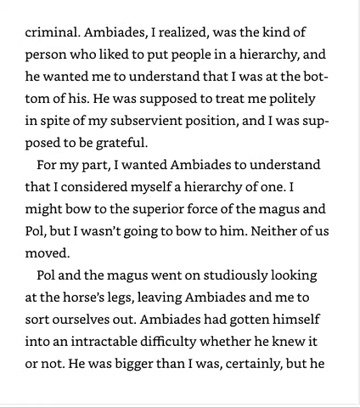 criminal. Ambiades, I realized, was the kind of
person who liked to put people in a hierarchy, and
he wanted me to understand that I was at the bot-
tom of his. He was supposed to treat me politely
in spite of my subservient position, and I was sup-
posed to be grateful.
For my part, I wanted Ambiades to understand
that I considered myself a hierarchy of one. I
might bow to the superior force of the magus and
Pol, but I wasn’t going to bow to him. Neither of us
moved.
Pol and the magus went on studiously looking
at the horse’s legs, leaving Ambiades and me to
sort ourselves out. Ambiades had gotten himself
into an intractable difficulty whether he knew it
or not. He was bigger than I was, certainly, but he